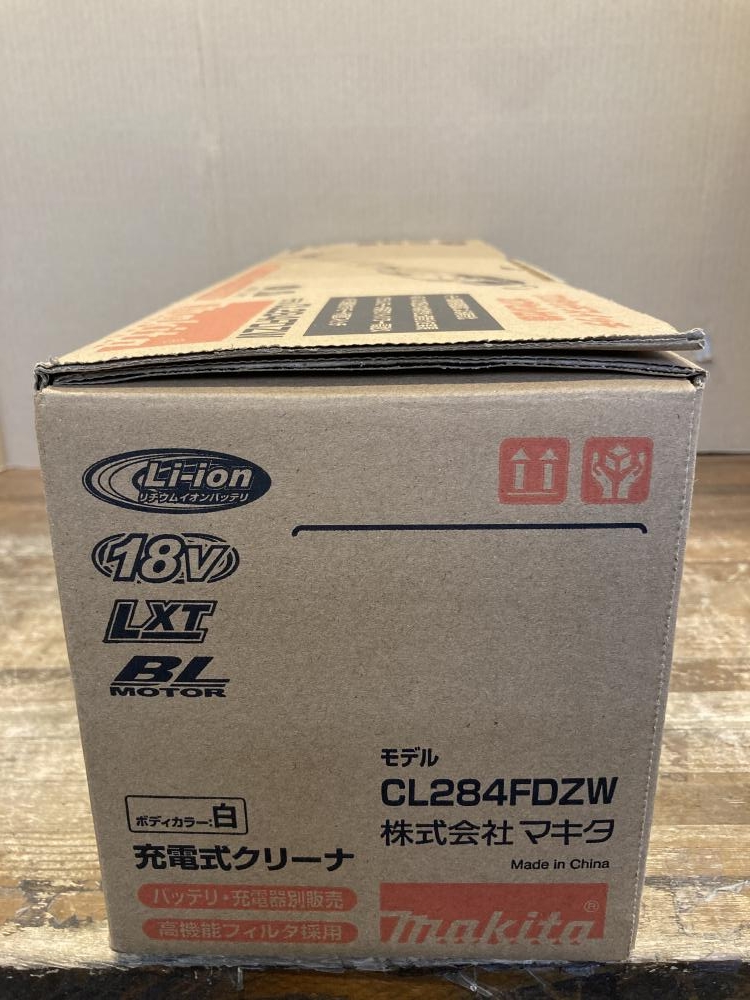 Li-ion
リチウムイオンバッテリ
18V
LXT
BL
MOTOR
モデル
CL284FDZW
株式会社マキタ
Made in China
ボディカラー:白
充電式クリーナ
バッテリ・充電器別販売
高機能フィルタ採用
makita®